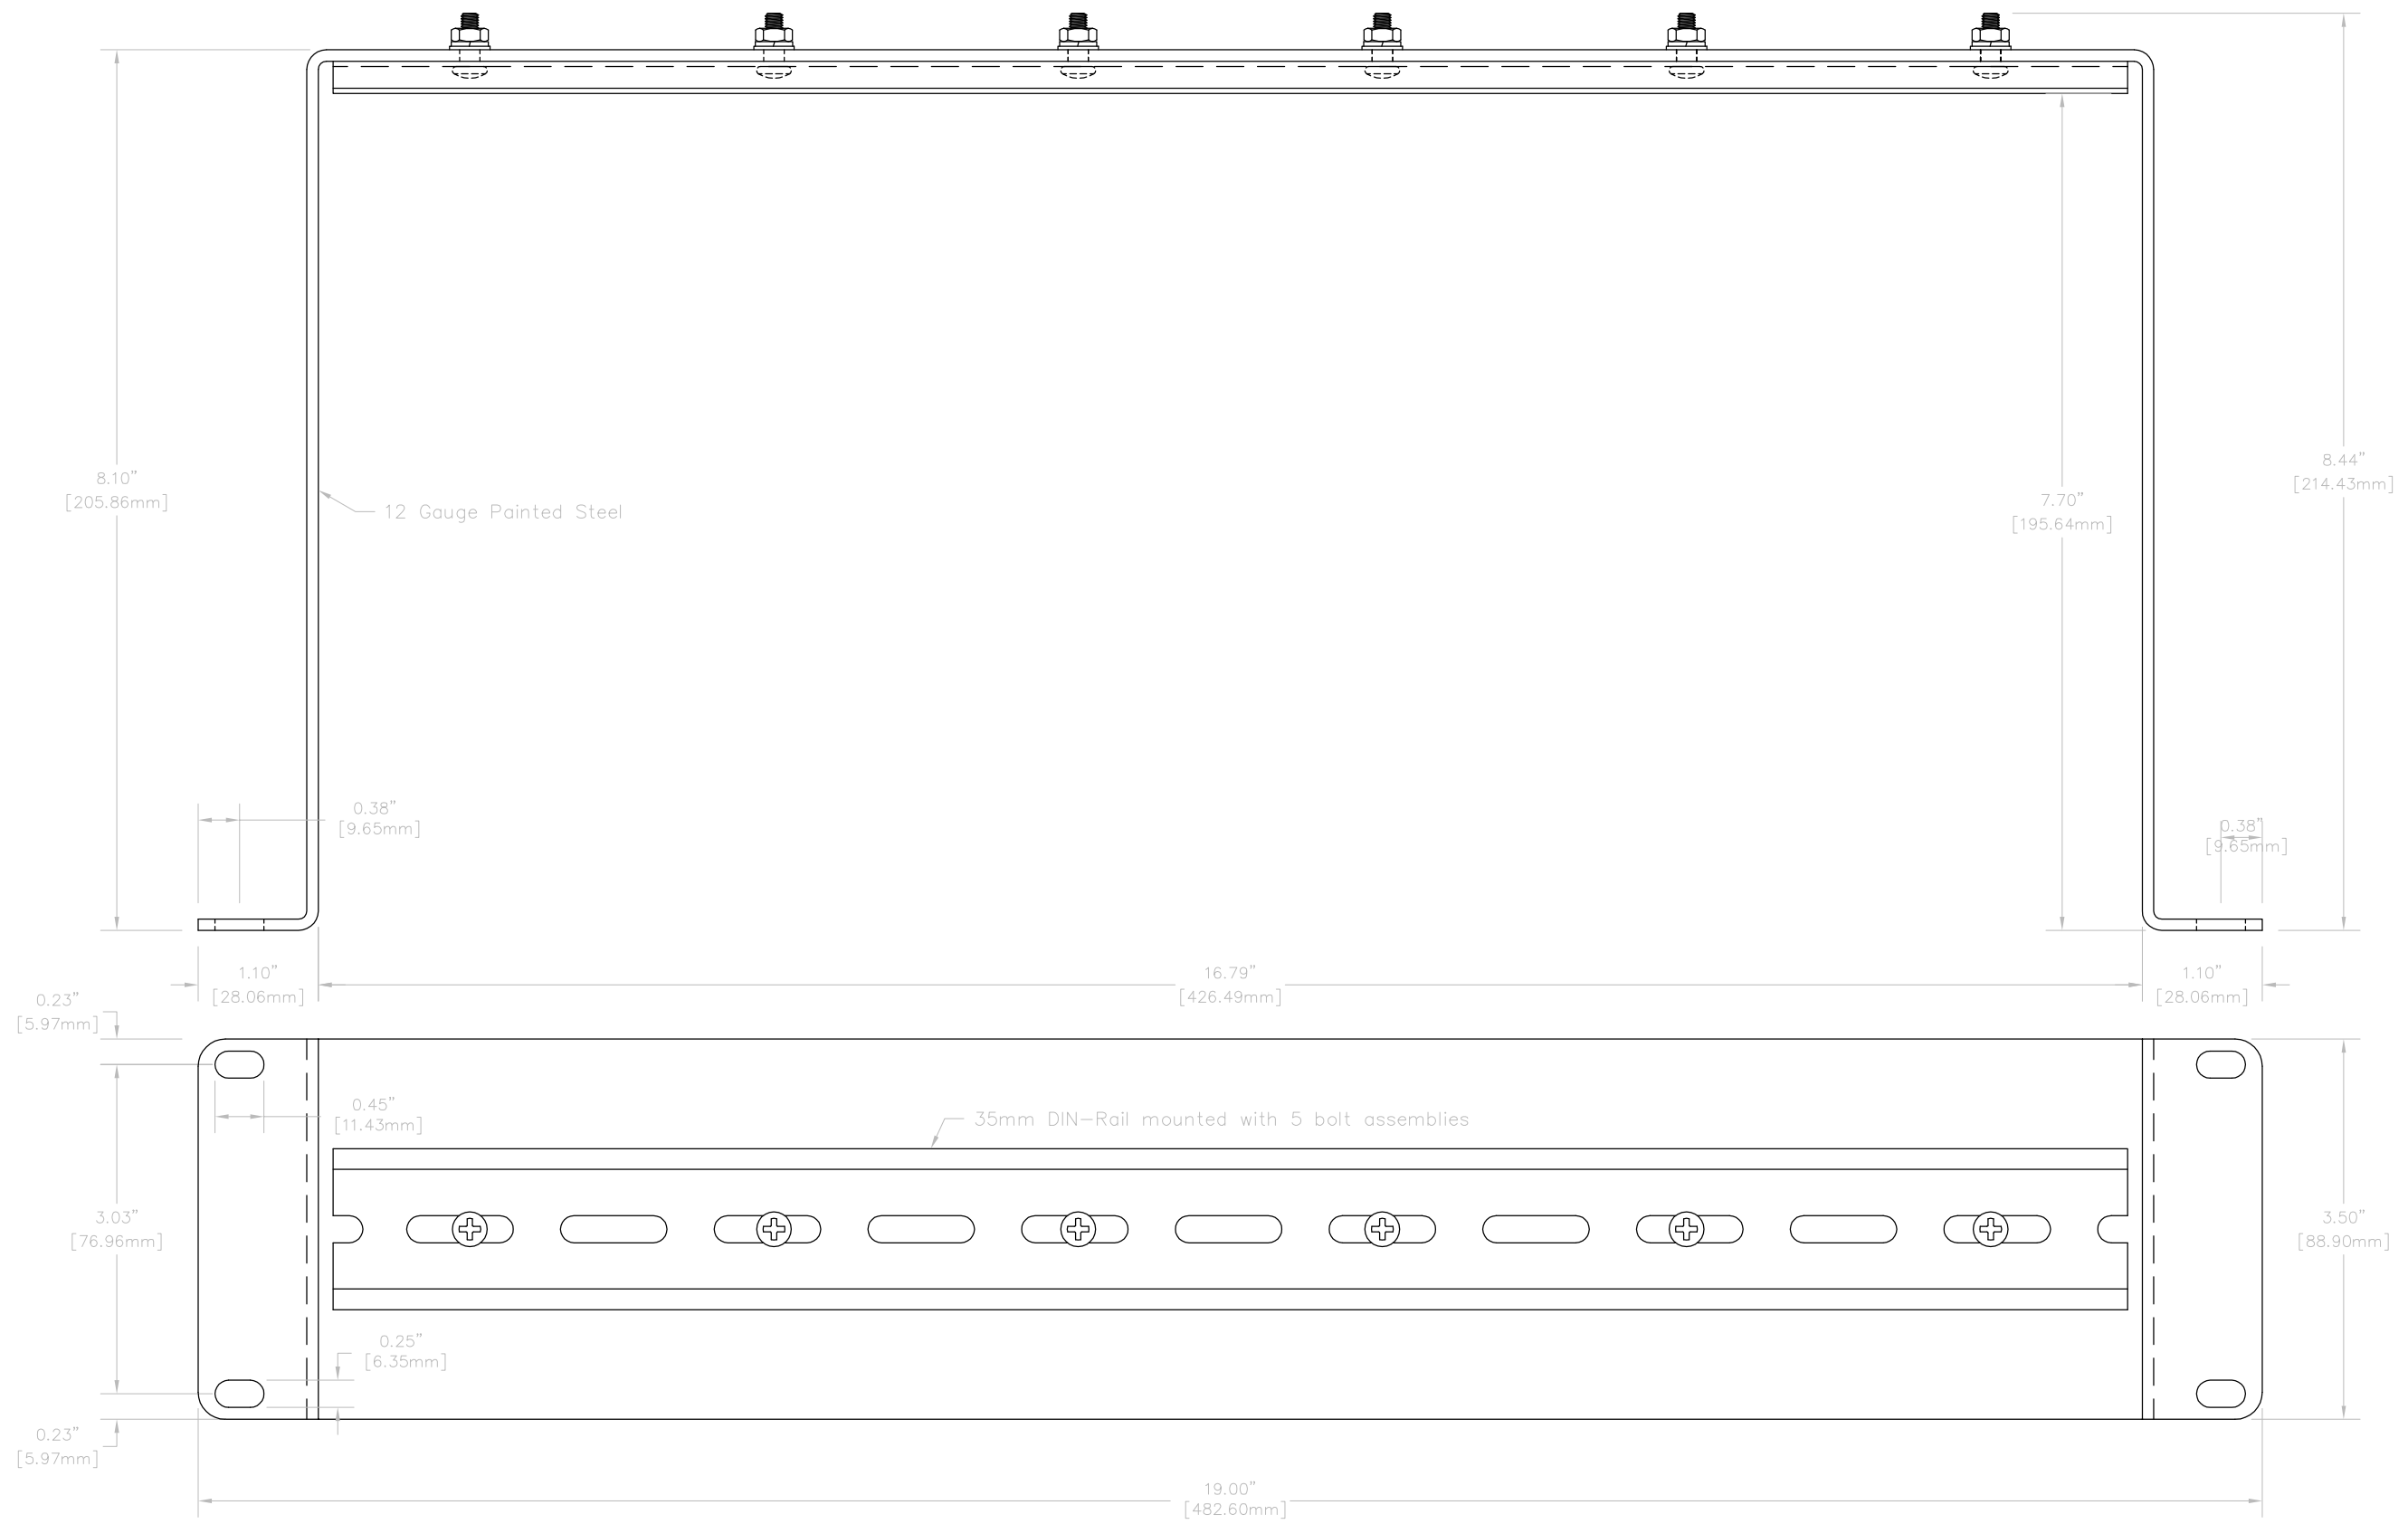 8.10"
[205.86mm]
12 Gauge Painted Steel
8.44"
[214.43mm]
7.70"
[195.64mm]
0.38"
[9.65mm]
0.38"
[9.65mm]
1.10"
[28.06mm]
16.79"
[426.49mm]
1.10"
[28.06mm]
0.23"
[5.97mm]
0.45"
[11.43mm]
35mm DIN-Rail mounted with 5 bolt assemblies
3.03"
[76.96mm]
3.50"
[88.90mm]
0.25"
[6.35mm]
0.23"
[5.97mm]
19.00"
[482.60mm]